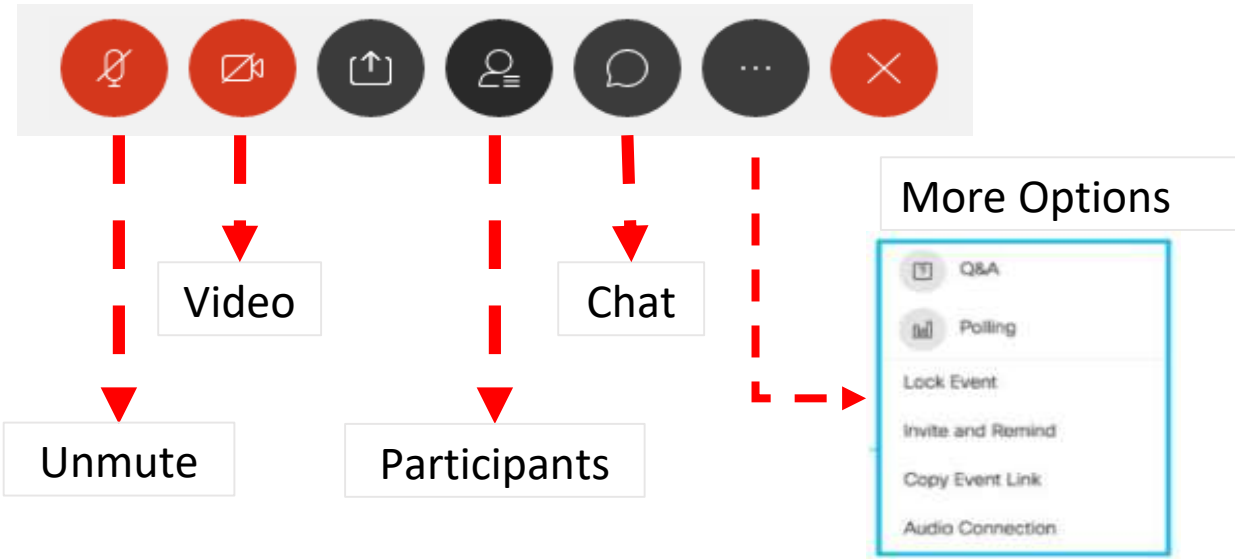 More Options
Q&A
Polling
Lock Event
Invite and Remind
Copy Event Link
Audio Connection
Video
Chat
Unmute
Participants